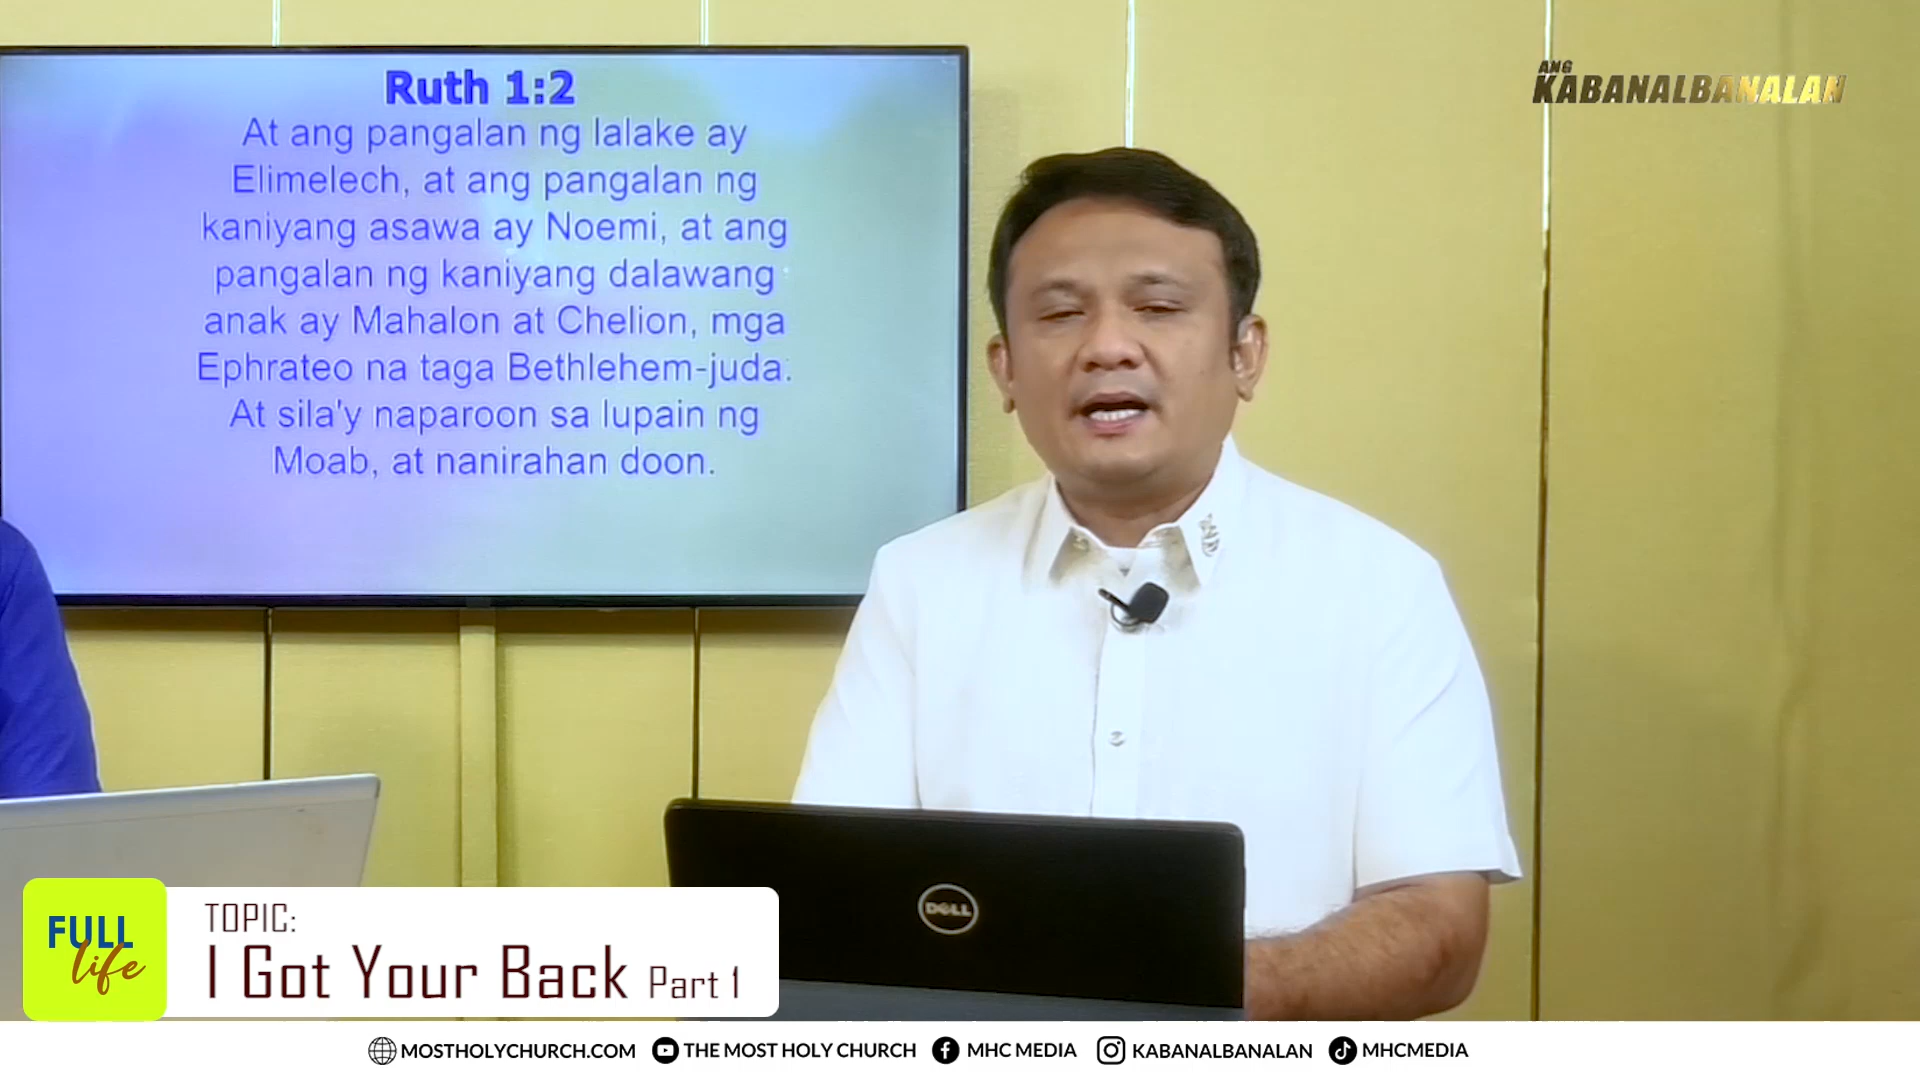 Ruth 1:2
At ang pangalan ng lalake ay
Elimelech, at ang pangalan ng
kaniyang asawa ay Noemi, at ang
pangalan ng kaniyang dalawang
anak ay Mahalon at Chelion, mga
Ephrateo na taga Bethlehem-juda.
At sila'y naparoon sa lupain ng
Moab, at nanirahan doon.
ANG
KABANALBANALAN
DELL
FULL
life
TOPIC:
I Got Your Back Part 1
MOSTHOLYCHURCH.COM THE MOST HOLY CHURCH MHC MEDIA KABANALBANALAN MHCMEDIA